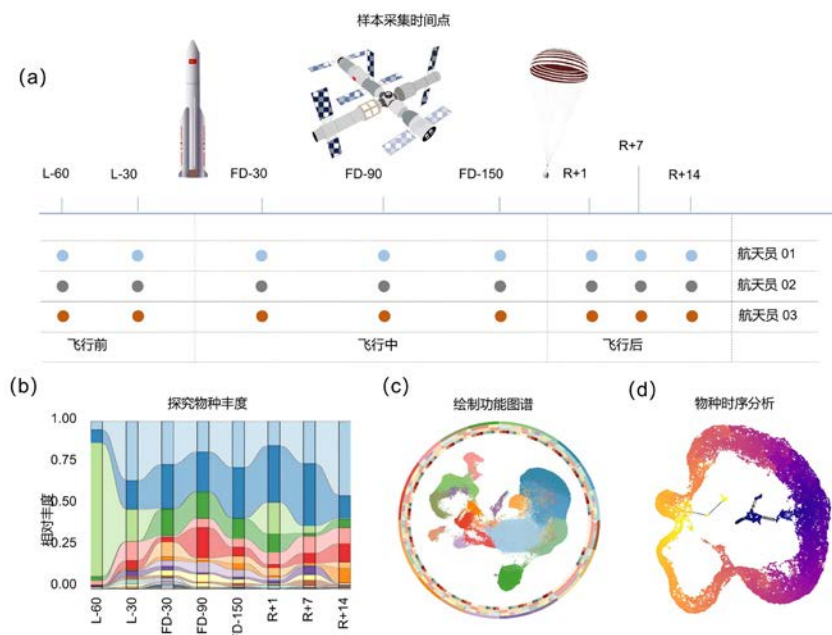 样本采集时间点
(a)
R+7
L-60 L-30 FD-30 FD-90 FD-150 R+1 R+14
航天员 01
航天员 02
航天员 03
飞行前 飞行中 飞行后
(b) (c) (d)
探究物种丰度 绘制功能图谱 物种时序分析
1.00
0.75
0.50
0.25
0.00
相对丰度
L-60 L-30 FD-30 FD-90 FD-150 R+1 R+7 R+14